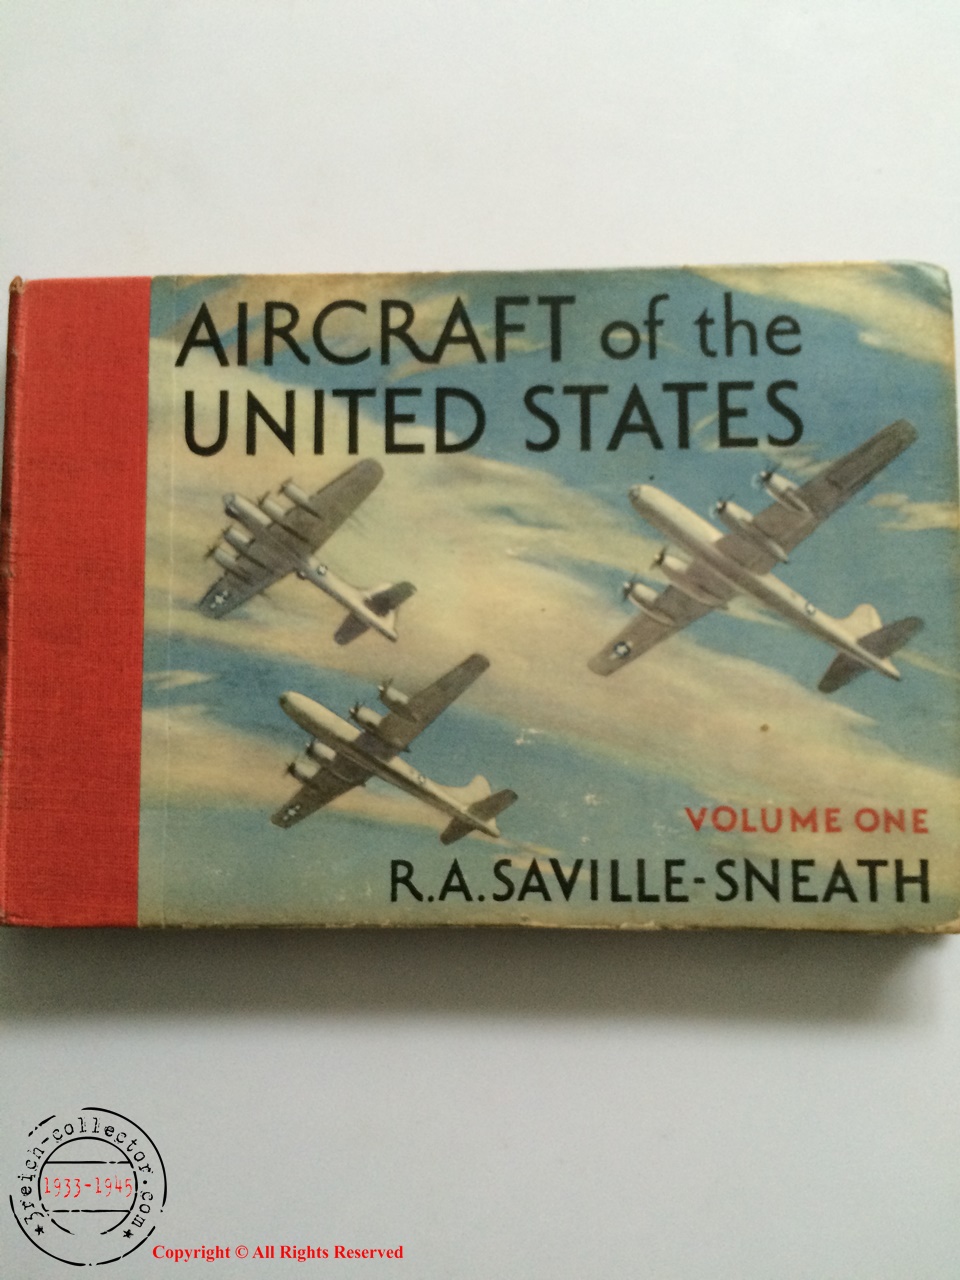 AIRCRAFT of the
UNITED STATES
VOLUME ONE
R.A. SAVILLE-SNEATH
3reich-collector.com
1933-1945
Copyright © All Rights Reserved